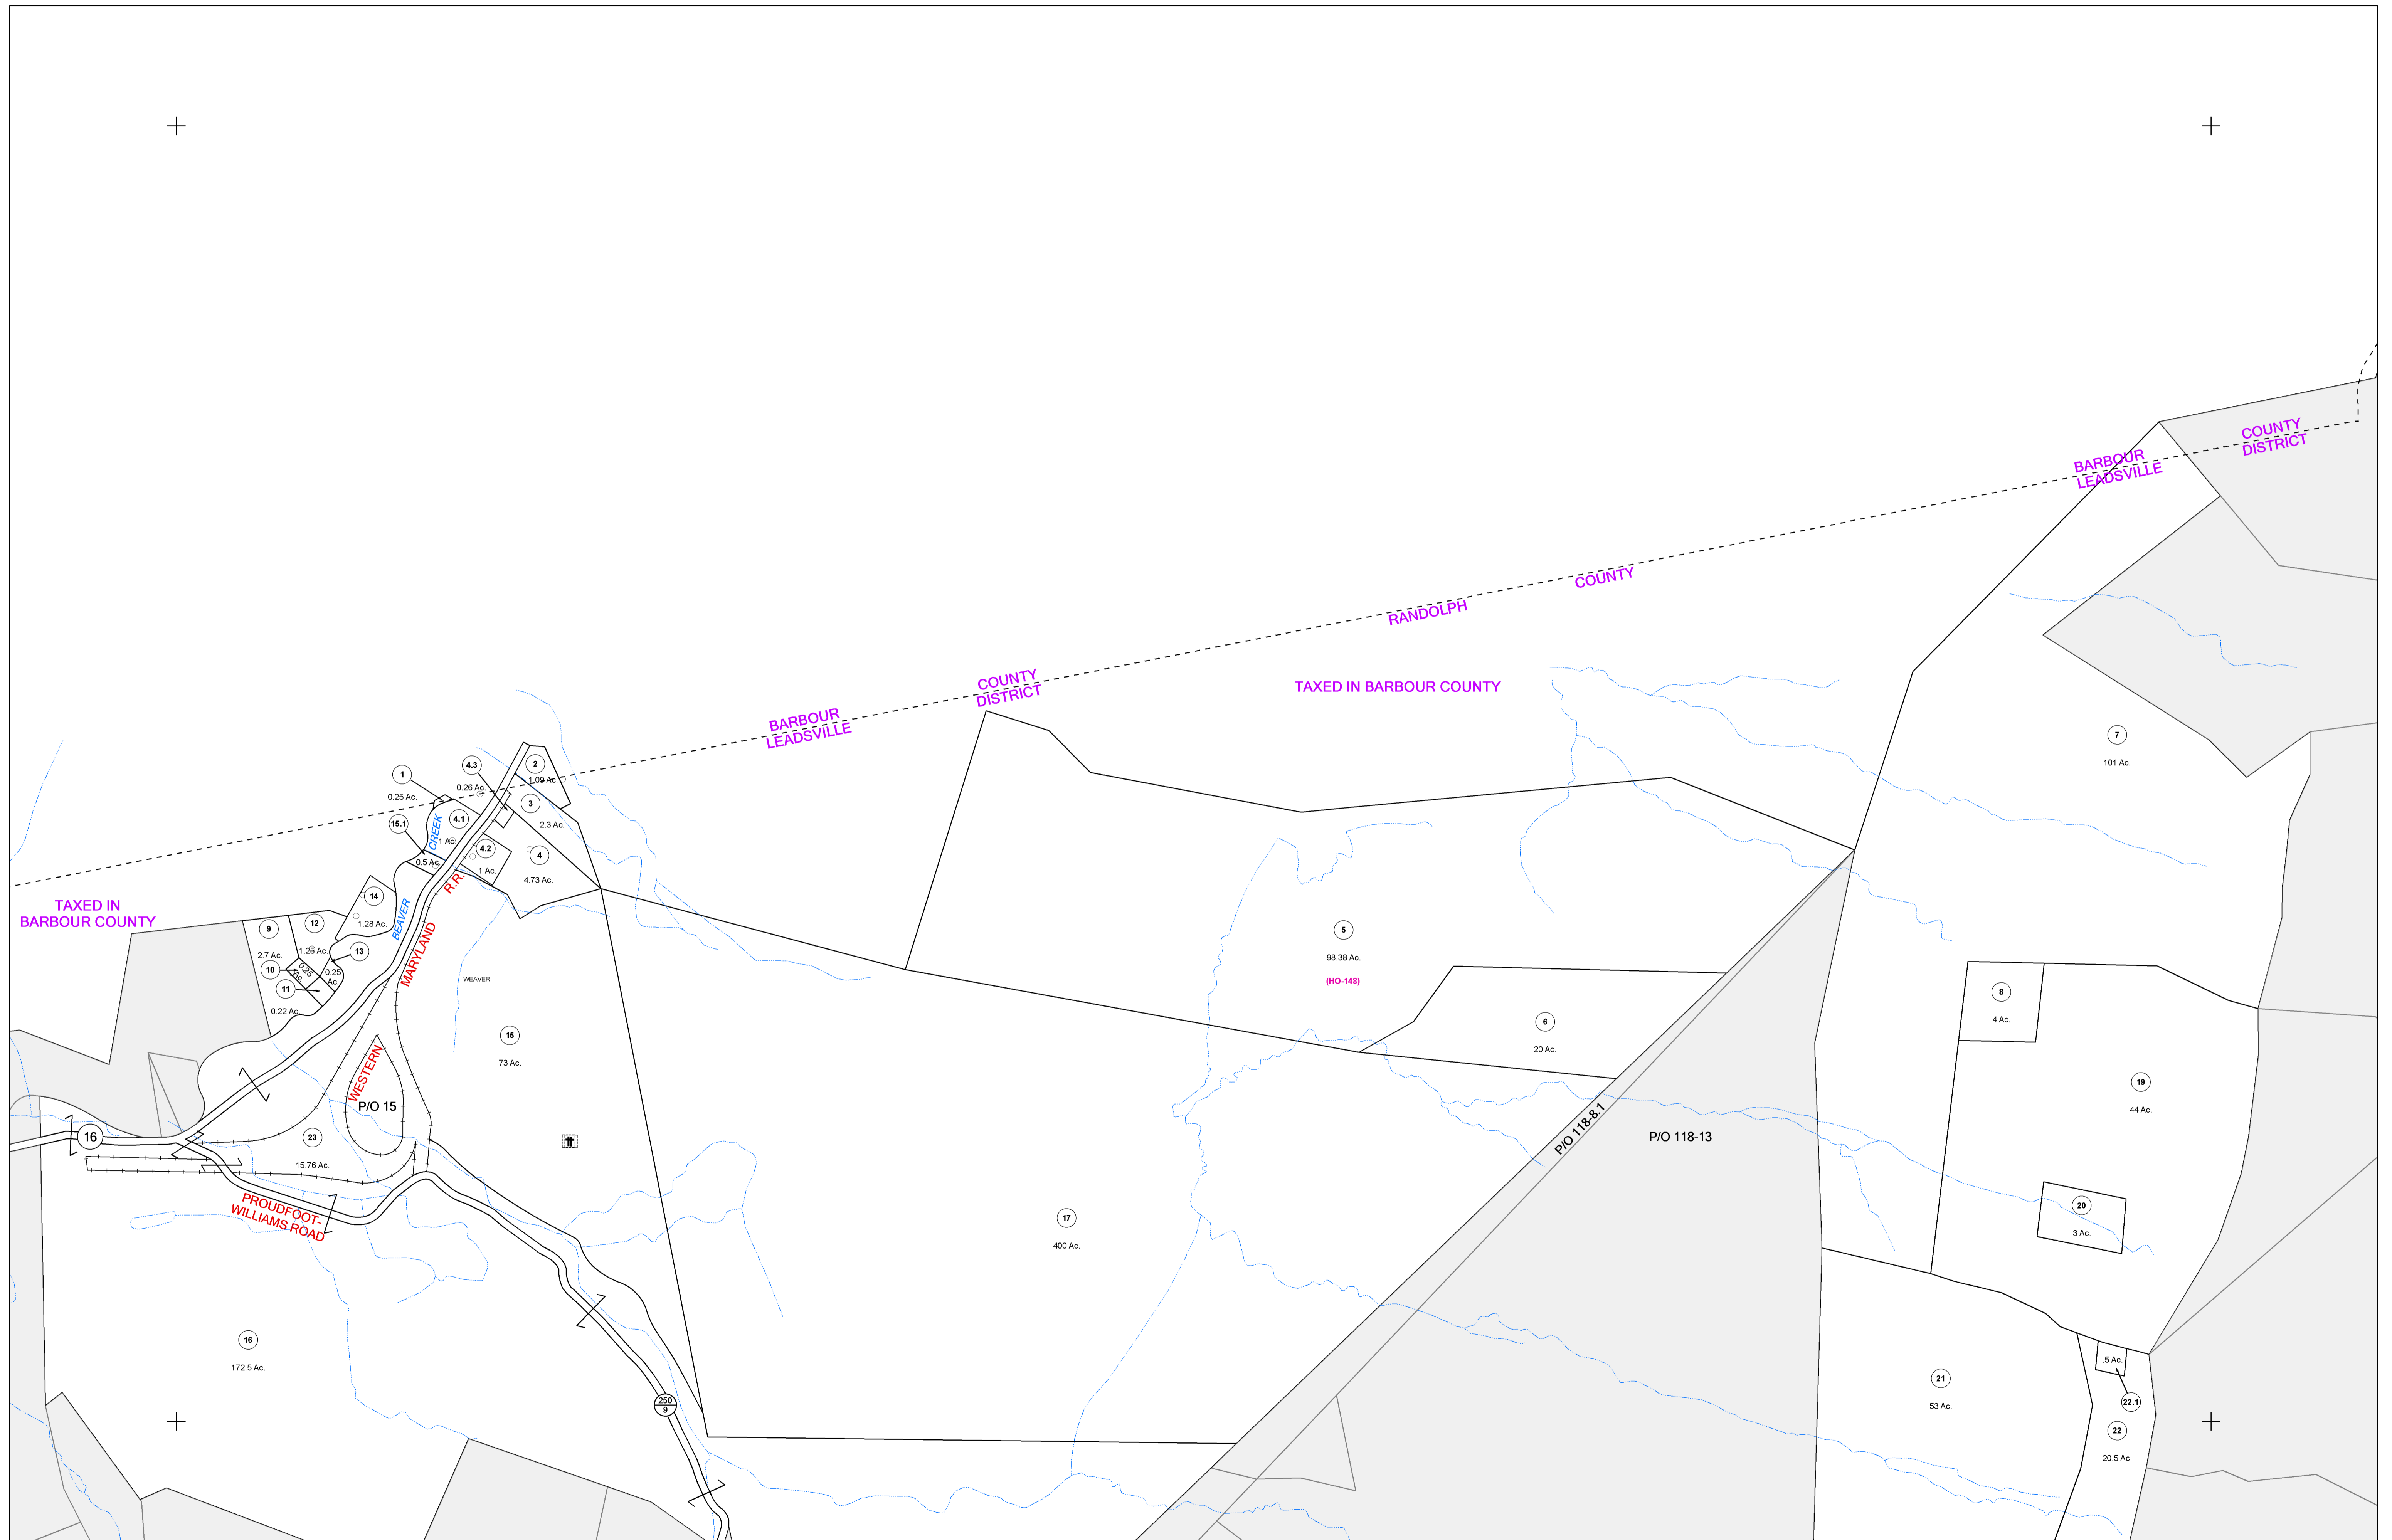 COUNTY
DISTRICT
BARBOUR
LEADSVILLE
COUNTY
RANDOLPH
COUNTY
DISTRICT
TAXED IN BARBOUR COUNTY
BARBOUR
LEADSVILLE
7
101 Ac.
1
0.25 Ac.
4.3
0.26 Ac.
2
1.09 Ac.
3
2.3 Ac.
15.1
0.5 Ac.
CREEK
4.1
1 Ac.
4.2
1 Ac.
4
4.73 Ac.
R.R.
TAXED IN
BARBOUR COUNTY
14
1.28 Ac.
BEAVER
MARYLAND
9
2.7 Ac.
12
1.26 Ac.
13
0.25
Ac.
10
0.25
Ac.
11
0.22 Ac.
WEAVER
15
73 Ac.
5
98.38 Ac.
(HO-148)
6
20 Ac.
8
4 Ac.
19
44 Ac.
WESTERN
P/O 15
16
23
15.76 Ac.
P/O 118-8.1
P/O 118-13
PROUDFOOT-
WILLIAMS ROAD
17
400 Ac.
20
3 Ac.
16
172.5 Ac.
250
9
21
53 Ac.
.5 Ac.
22.1
22
20.5 Ac.